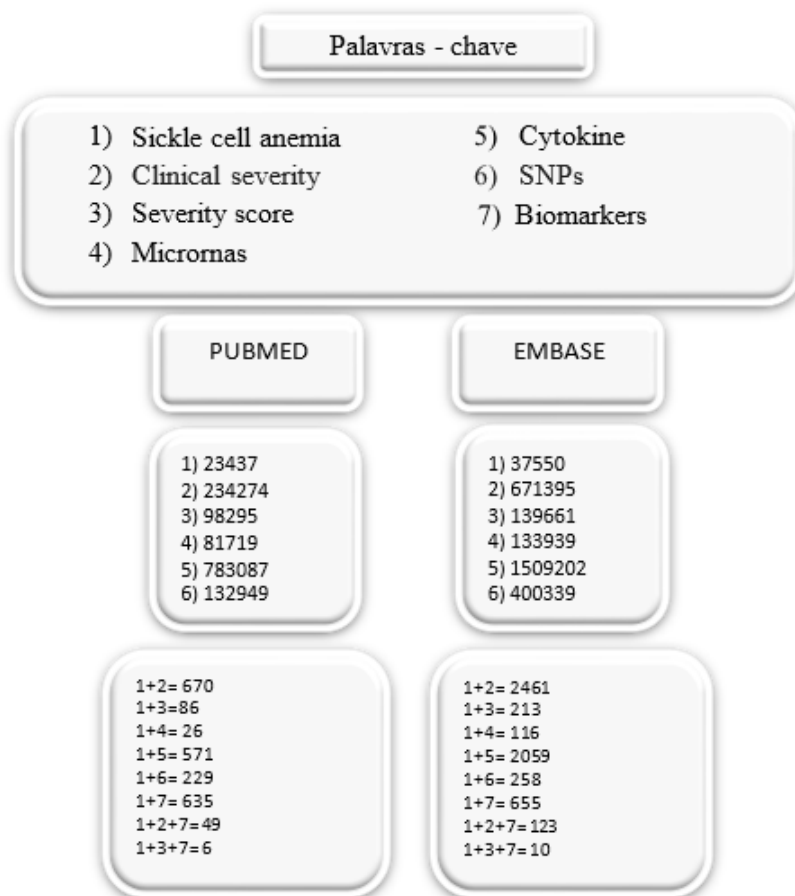 Palavras - chave
1) Sickle cell anemia
2) Clinical severity
3) Severity score
4) Micrornas
5) Cytokine
6) SNPs
7) Biomarkers
PUBMED
EMBASE
1) 23437
2) 234274
3) 98295
4) 81719
5) 783087
6) 132949
1) 37550
2) 671395
3) 139661
4) 133939
5) 1509202
6) 400339
1+2= 670
1+3=86
1+4= 26
1+5= 571
1+6= 229
1+7= 635
1+2+7=49
1+3+7=6
1+2= 2461
1+3= 213
1+4= 116
1+5= 2059
1+6= 258
1+7= 655
1+2+7=123
1+3+7=10